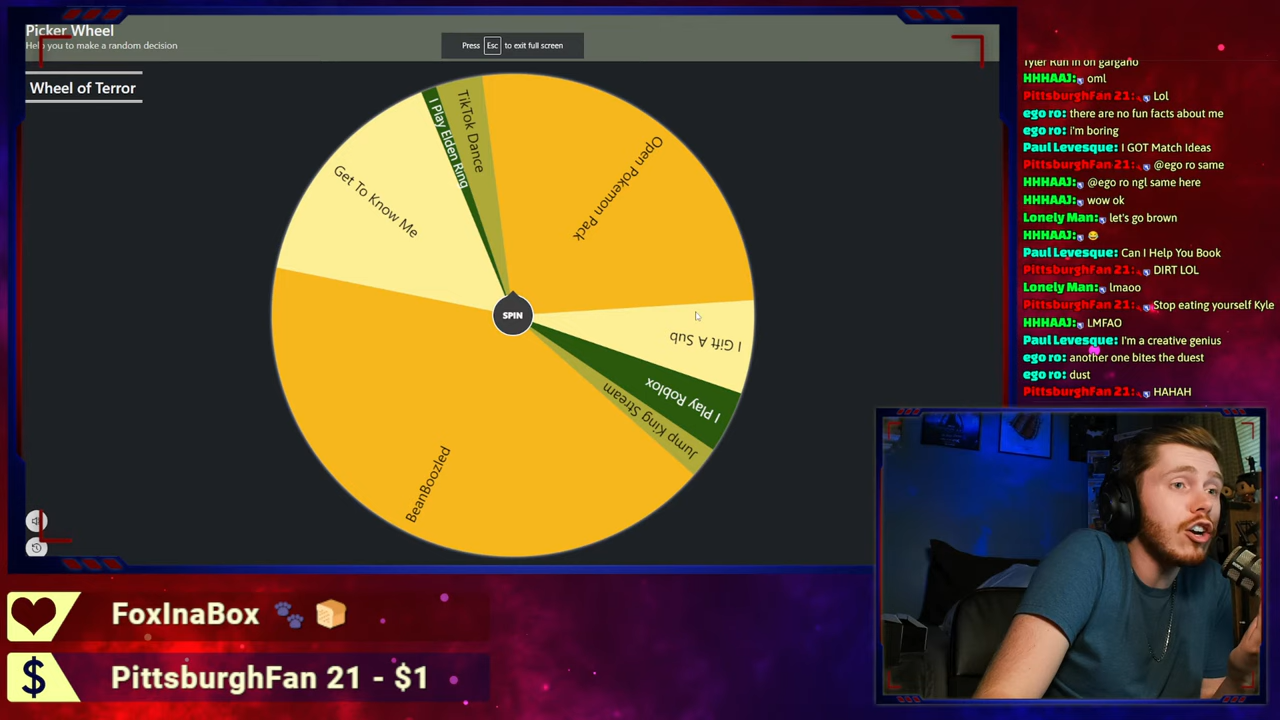 Picker Wheel
Help you to make a random decision
Press Esc to exit full screen
Wheel of Terror
TikTok Dance
I Play Elden Ring
Get To Know Me
Open Pokemon Pack
I Gift A Sub
I Play Roblox
Jump King Stream
BeanBoozled
SPIN
Tyler Run in on gargano
HHHAAJ: oml
PittsburghFan 21: Lol
ego ro: there are no fun facts about me
ego ro: i'm boring
Paul Levesque: I GOT Match Ideas
PittsburghFan 21: @ego ro same
HHHAAJ: @ego ro ngl same here
HHHAAJ: wow ok
Lonely Man: let's go brown
HHHAAJ: 😂
Paul Levesque: Can I Help You Book
PittsburghFan 21: DIRT LOL
Lonely Man: lmaoo
PittsburghFan 21: Stop eating yourself Kyle
HHHAAJ: LMFAO
Paul Levesque: I'm a creative genius
ego ro: another one bites the duest
ego ro: dust
PittsburghFan 21: HAHAH
FoxInaBox 🐾 🍞
$ PittsburghFan 21 - $1